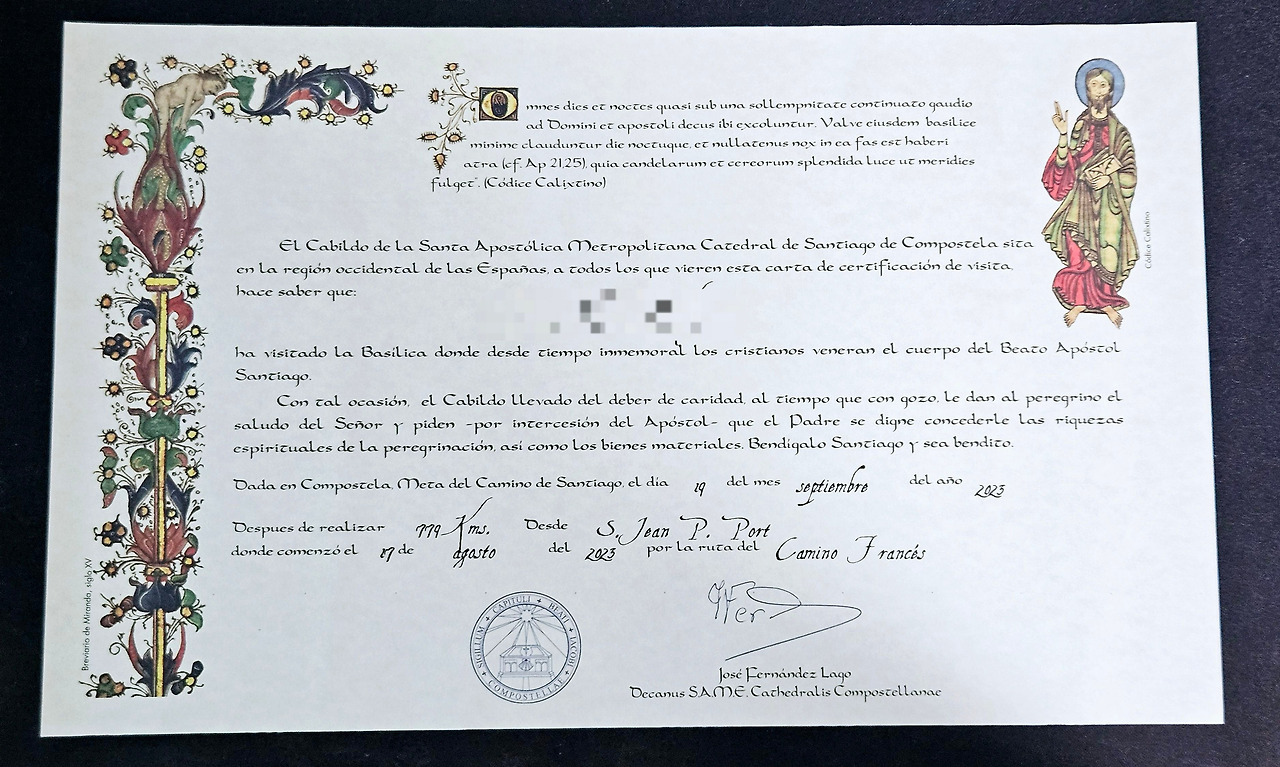 Omnes dies et noctes quasi sub una sollempnitate continuato gaudio
ad Domini et apostoli decus ibi excoluntur. Valve eiusdem basilice
minime clauduntur die noctuque, et nullatenus nox in ea fas est haberi
atra (cf. Ap 21,25), quia candelarum et cereorum splendida luce ut meridies
fulget". (Códice Calixtino)
Códice Calixtino
El Cabildo de la Santa Apostólica Metropolitana Catedral de Santiago de Compostela sita
en la región occidental de las Españas, a todos los que vieren esta carta de certificación de visita,
hace saber que:
ha visitado la Basílica donde desde tiempo inmemoral los cristianos veneran el cuerpo del Beato Apóstol
Santiago.
Con tal ocasión, el Cabildo llevado del deber de caridad, al tiempo que con gozo, le dan al peregrino el
saludo del Señor y piden -por intercesión del Apóstol- que el Padre se digne concederle las riquezas
espirituales de la peregrinación, así como los bienes materiales. Bendígalo Santiago y sea bendito.
Dada en Compostela, Meta del Camino de Santiago, el día 19 del mes septiembre del año 2023
Despues de realizar 779 Kms. Desde S. Jean P. Port
donde comenzó el de agosto del 2023 por la ruta del Camino Francés
Breviario de Miranda, siglo XV
SIGILLUM + CAPITULI + BEATI + JACOBI + COMPOSTELLAE +
José Fernández Lago
Decanus S.A.M.E. Cathedralis Compostellanae